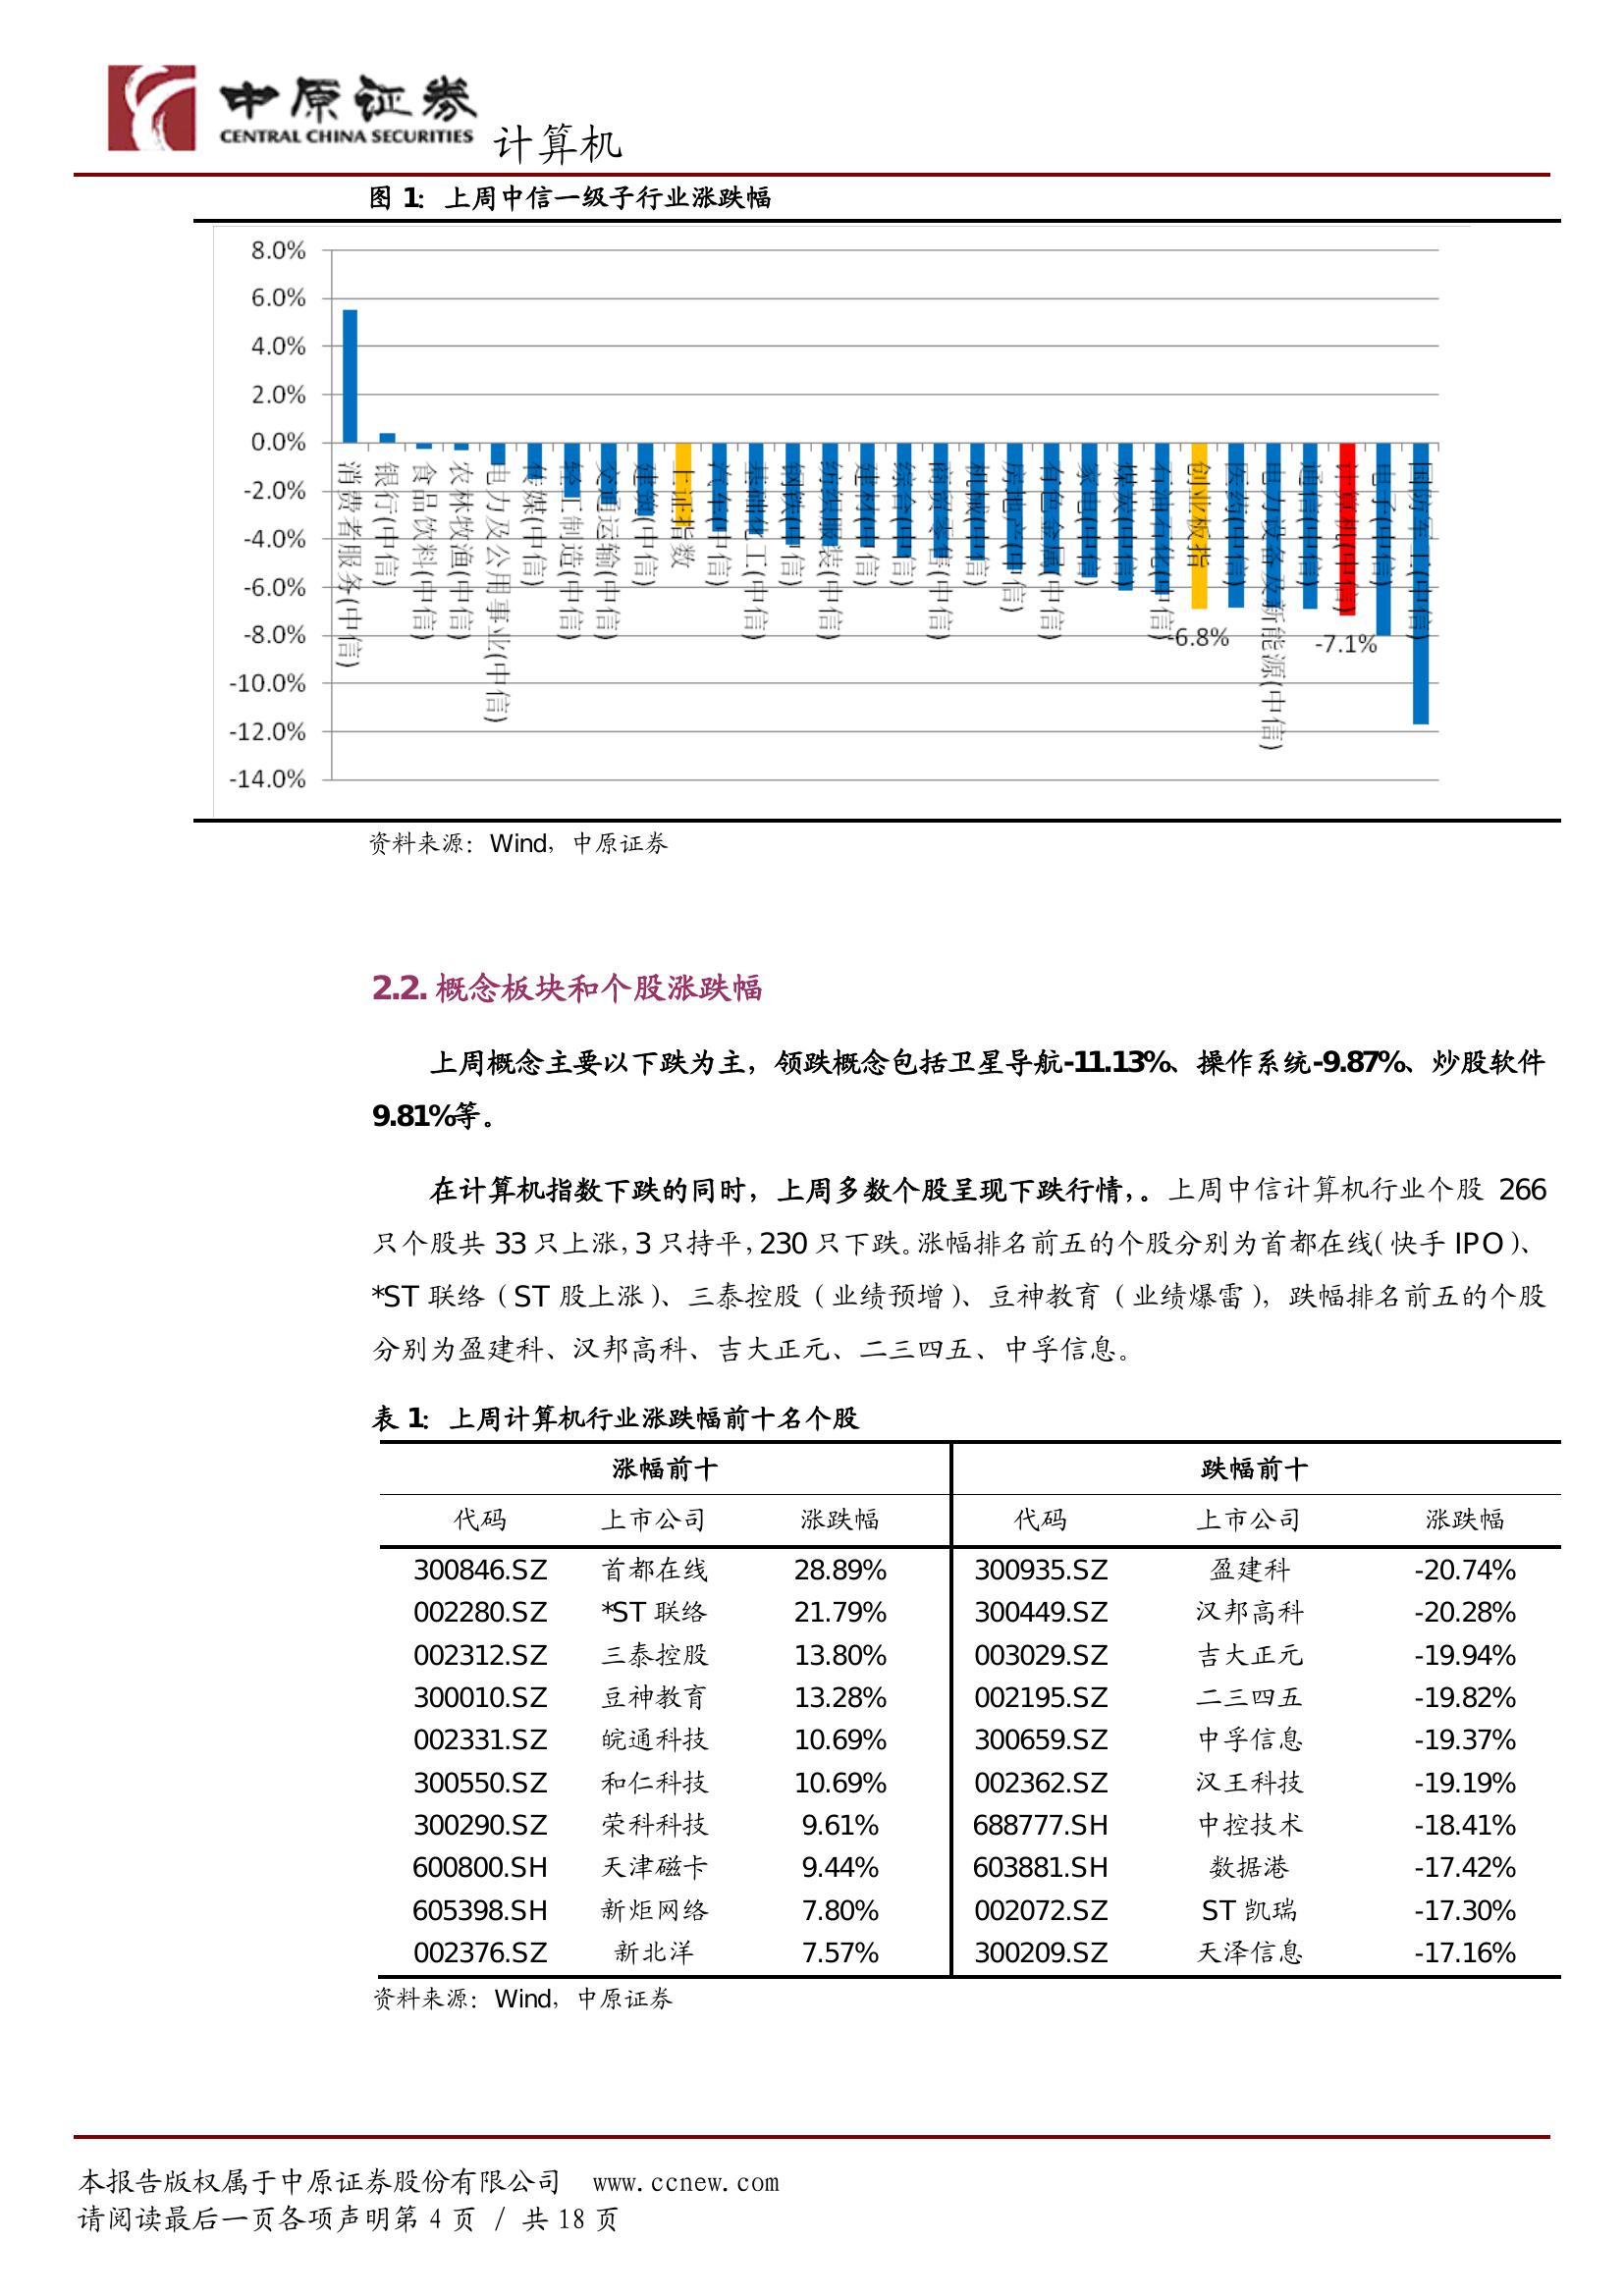 中原证券
CENTRAL CHINA SECURITIES
计算机
图 1: 上周中信一级子行业涨跌幅
8.0%
6.0%
4.0%
2.0%
0.0%
-2.0%
-4.0%
-6.0%
-8.0%
-10.0%
-12.0%
-14.0%
消费者服务(中信)
银行(中信)
食品饮料(中信)
农林牧渔(中信)
电力及公用事业(中信)
传媒(中信)
轻工制造(中信)
交通运输(中信)
建筑(中信)
上证指数
汽车(中信)
基础化工(中信)
钢铁(中信)
纺织服装(中信)
建材(中信)
综合(中信)
商贸零售(中信)
机械(中信)
房地产(中信)
有色金属(中信)
家电(中信)
煤炭(中信)
石油石化(中信)
创业板指
医药(中信)
电力设备及新能源(中信)
通信(中信)
计算机(中信)
电子(中信)
国防军工(中信)
-6.8%
-7.1%
资料来源：Wind，中原证券
2.2. 概念板块和个股涨跌幅
上周概念主要以下跌为主，领跌概念包括卫星导航-11.13%、操作系统-9.87%、炒股软件
9.81%等。
在计算机指数下跌的同时，上周多数个股呈现下跌行情，。上周中信计算机行业个股 266
只个股共 33 只上涨，3 只持平，230 只下跌。涨幅排名前五的个股分别为首都在线（快手 IPO）、
*ST 联络（ST 股上涨）、三泰控股（业绩预增）、豆神教育（业绩爆雷），跌幅排名前五的个股
分别为盈建科、汉邦高科、吉大正元、二三四五、中孚信息。
表 1: 上周计算机行业涨跌幅前十名个股
涨幅前十 跌幅前十
代码 上市公司 涨跌幅 代码 上市公司 涨跌幅
300846.SZ 首都在线 28.89% 300935.SZ 盈建科 -20.74%
002280.SZ *ST 联络 21.79% 300449.SZ 汉邦高科 -20.28%
002312.SZ 三泰控股 13.80% 003029.SZ 吉大正元 -19.94%
300010.SZ 豆神教育 13.28% 002195.SZ 二三四五 -19.82%
002331.SZ 皖通科技 10.69% 300659.SZ 中孚信息 -19.37%
300550.SZ 和仁科技 10.69% 002362.SZ 汉王科技 -19.19%
300290.SZ 荣科科技 9.61% 688777.SH 中控技术 -18.41%
600800.SH 天津磁卡 9.44% 603881.SH 数据港 -17.42%
605398.SH 新炬网络 7.80% 002072.SZ ST 凯瑞 -17.30%
002376.SZ 新北洋 7.57% 300209.SZ 天泽信息 -17.16%
资料来源：Wind，中原证券
本报告版权属于中原证券股份有限公司 www.ccnew.com
请阅读最后一页各项声明第 4 页 / 共 18 页